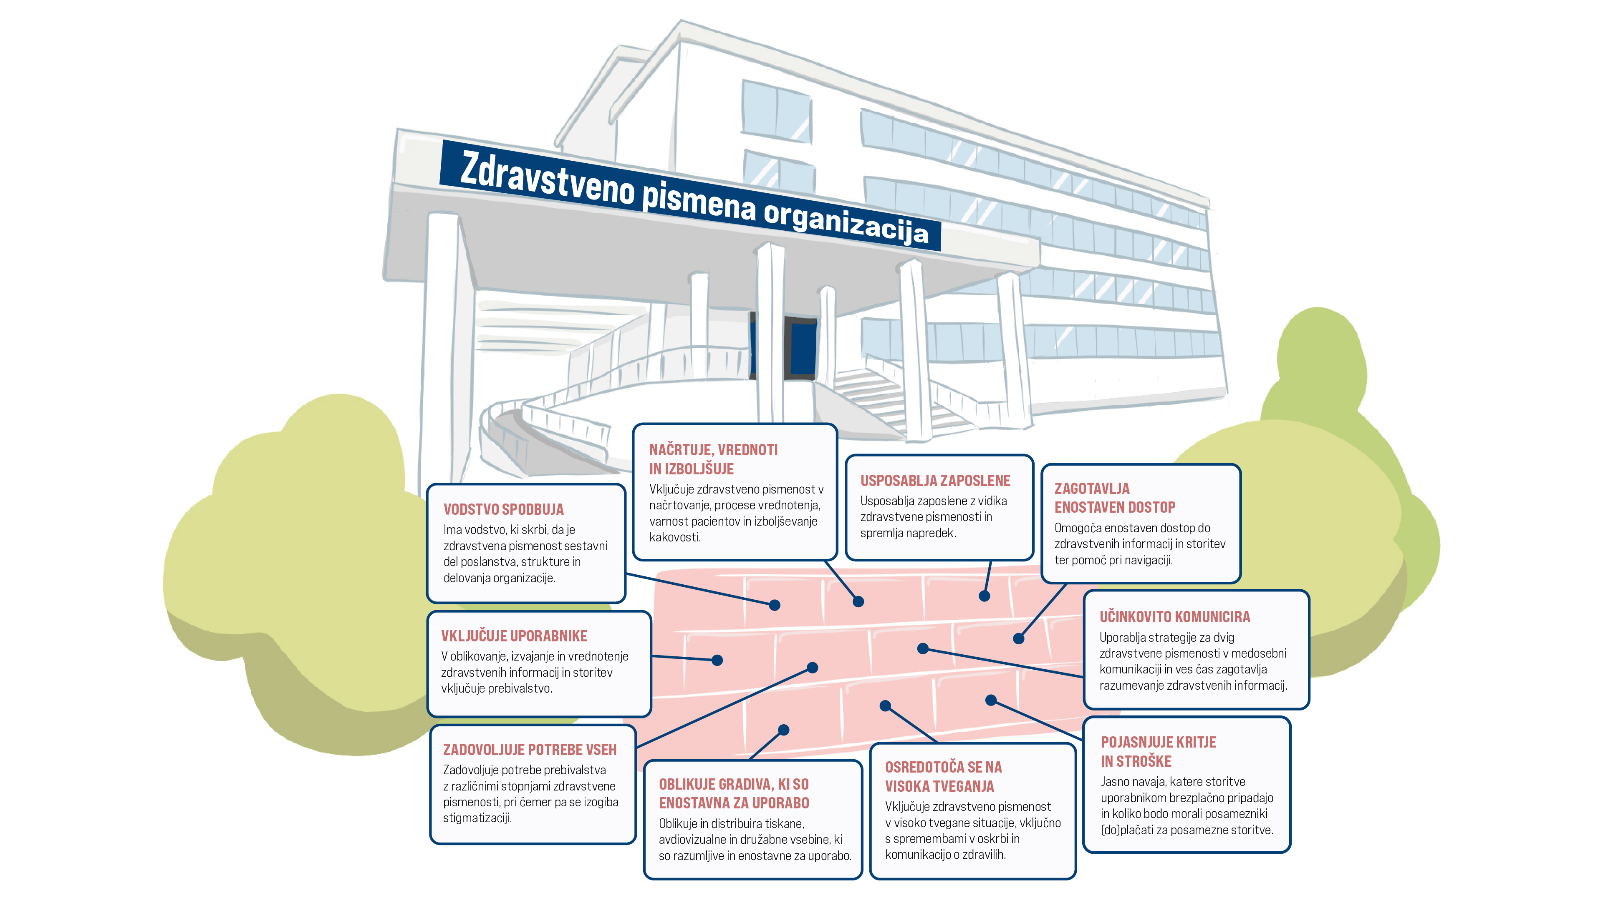 Zdravstveno pismena organizacija
NAČRTUJE, VREDNOTI
IN IZBOLJŠUJE
Vključuje zdravstveno pismenost v
načrtovanje, procese vrednotenja,
varnost pacientov in izboljševanje
kakovosti.
USPOSABLJA ZAPOSLENE
Usposablja zaposlene z vidika
zdravstvene pismenosti in
spremlja napredek.
ZAGOTAVLJA
ENOSTAVEN DOSTOP
Omogoča enostaven dostop do
zdravstvenih informacij in storitev
ter pomoč pri navigaciji.
VODSTVO SPODBUJA
Ima vodstvo, ki skrbi, da je
zdravstvena pismenost sestavni
del poslanstva, strukture in
delovanja organizacije.
UČINKOVITO KOMUNICIRA
Uporablja strategije za dvig
zdravstvene pismenosti v medosebni
komunikaciji in ves čas zagotavlja
razumevanje zdravstvenih informacij.
VKLJUČUJE UPORABNIKE
V oblikovanje, izvajanje in vrednotenje
zdravstvenih informacij in storitev
vključuje prebivalstvo.
ZADOVOLJUJE POTREBE VSEH
Zadovoljuje potrebe prebivalstva
z različnimi stopnjami zdravstvene
pismenosti, pri čemer pa se izogiba
stigmatizaciji.
OBLIKUJE GRADIVA, KI SO
ENOSTAVNA ZA UPORABO
Oblikuje in distribuira tiskane,
avdiovizualne in družabne vsebine, ki
so razumljive in enostavne za uporabo.
OSREDOTOČA SE NA
VISOKA TVEGANJA
Vključuje zdravstveno pismenost
v visoko tvegane situacije, vključno
s spremembami v oskrbi in
komunikacijo o zdravilih.
POJASNJUJE KRITJE
IN STROŠKE
Jasno navaja, katere storitve
uporabnikom brezplačno pripadajo
in koliko bodo morali posamezniki
(do)plačati za posamezne storitve.